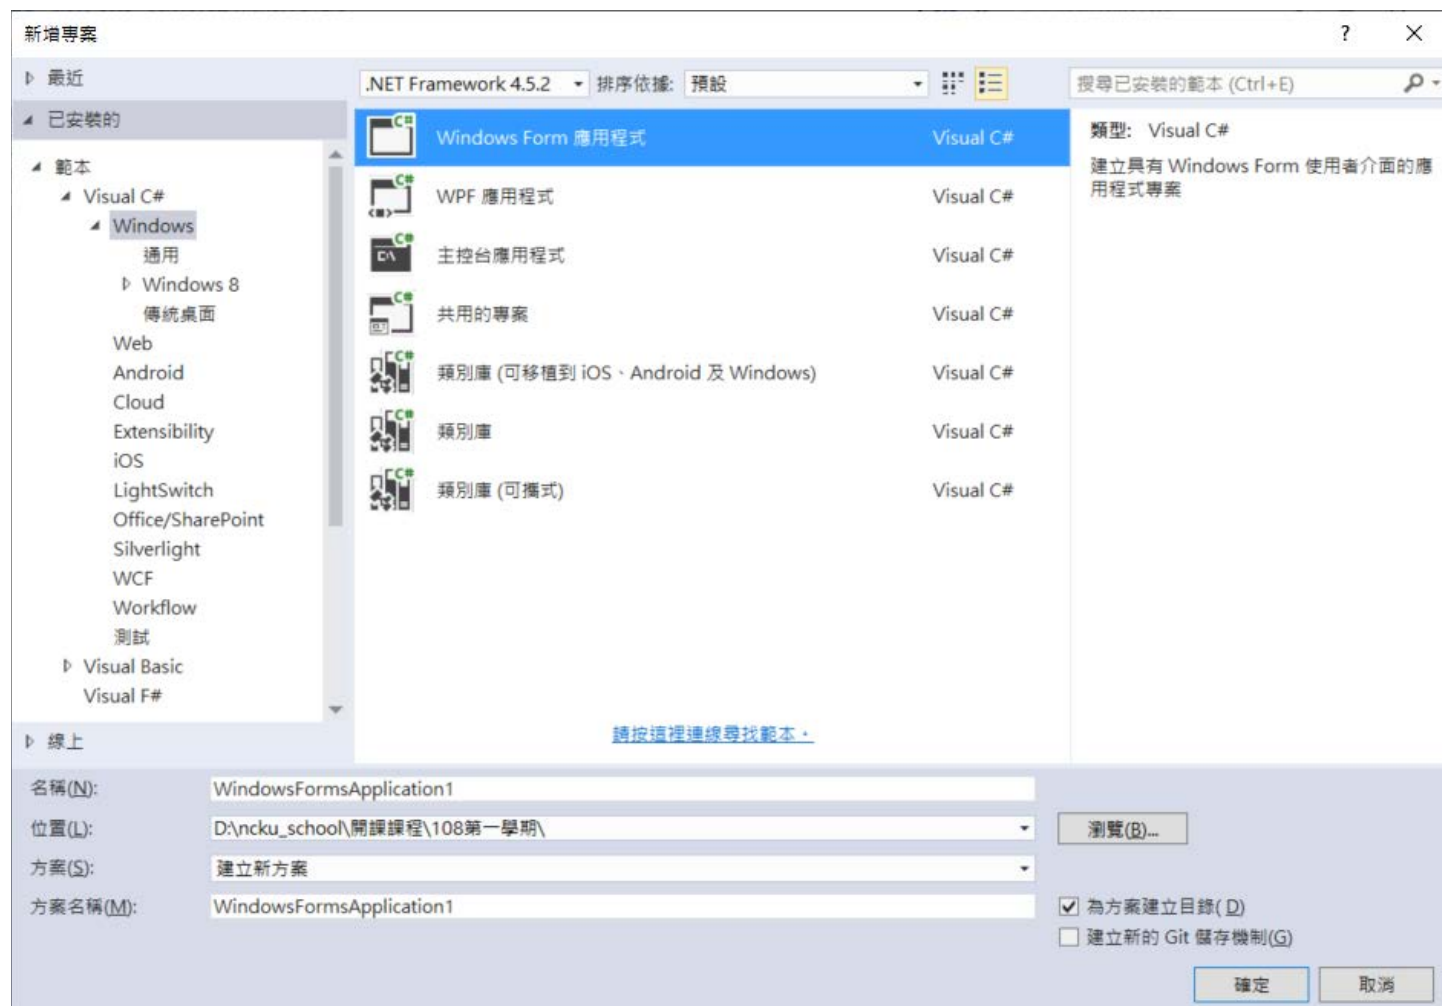 新增專案
?
最近
已安裝的
範本
Visual C#
Windows
通用
Windows 8
傳統桌面
Web
Android
Cloud
Extensibility
iOS
LightSwitch
Office/SharePoint
Silverlight
WCF
Workflow
測試
Visual Basic
Visual F#
線上
.NET Framework 4.5.2 排序依據: 預設
Windows Form 應用程式 Visual C#
WPF 應用程式 Visual C#
主控台應用程式 Visual C#
共用的專案 Visual C#
類別庫 (可移植到 iOS、Android 及 Windows) Visual C#
類別庫 Visual C#
類別庫 (可攜式) Visual C#
請按這裡連線尋找範本。
搜尋已安裝的範本 (Ctrl+E)
類型: Visual C#
建立具有 Windows Form 使用者介面的應
用程式專案
名稱(N): WindowsFormsApplication1
位置(L): D:\ncku_school\開課課程\108第一學期\ 瀏覽(B)...
方案(S): 建立新方案
方案名稱(M): WindowsFormsApplication1 為方案建立目錄( D)
建立新的 Git 儲存機制(G)
確定 取消